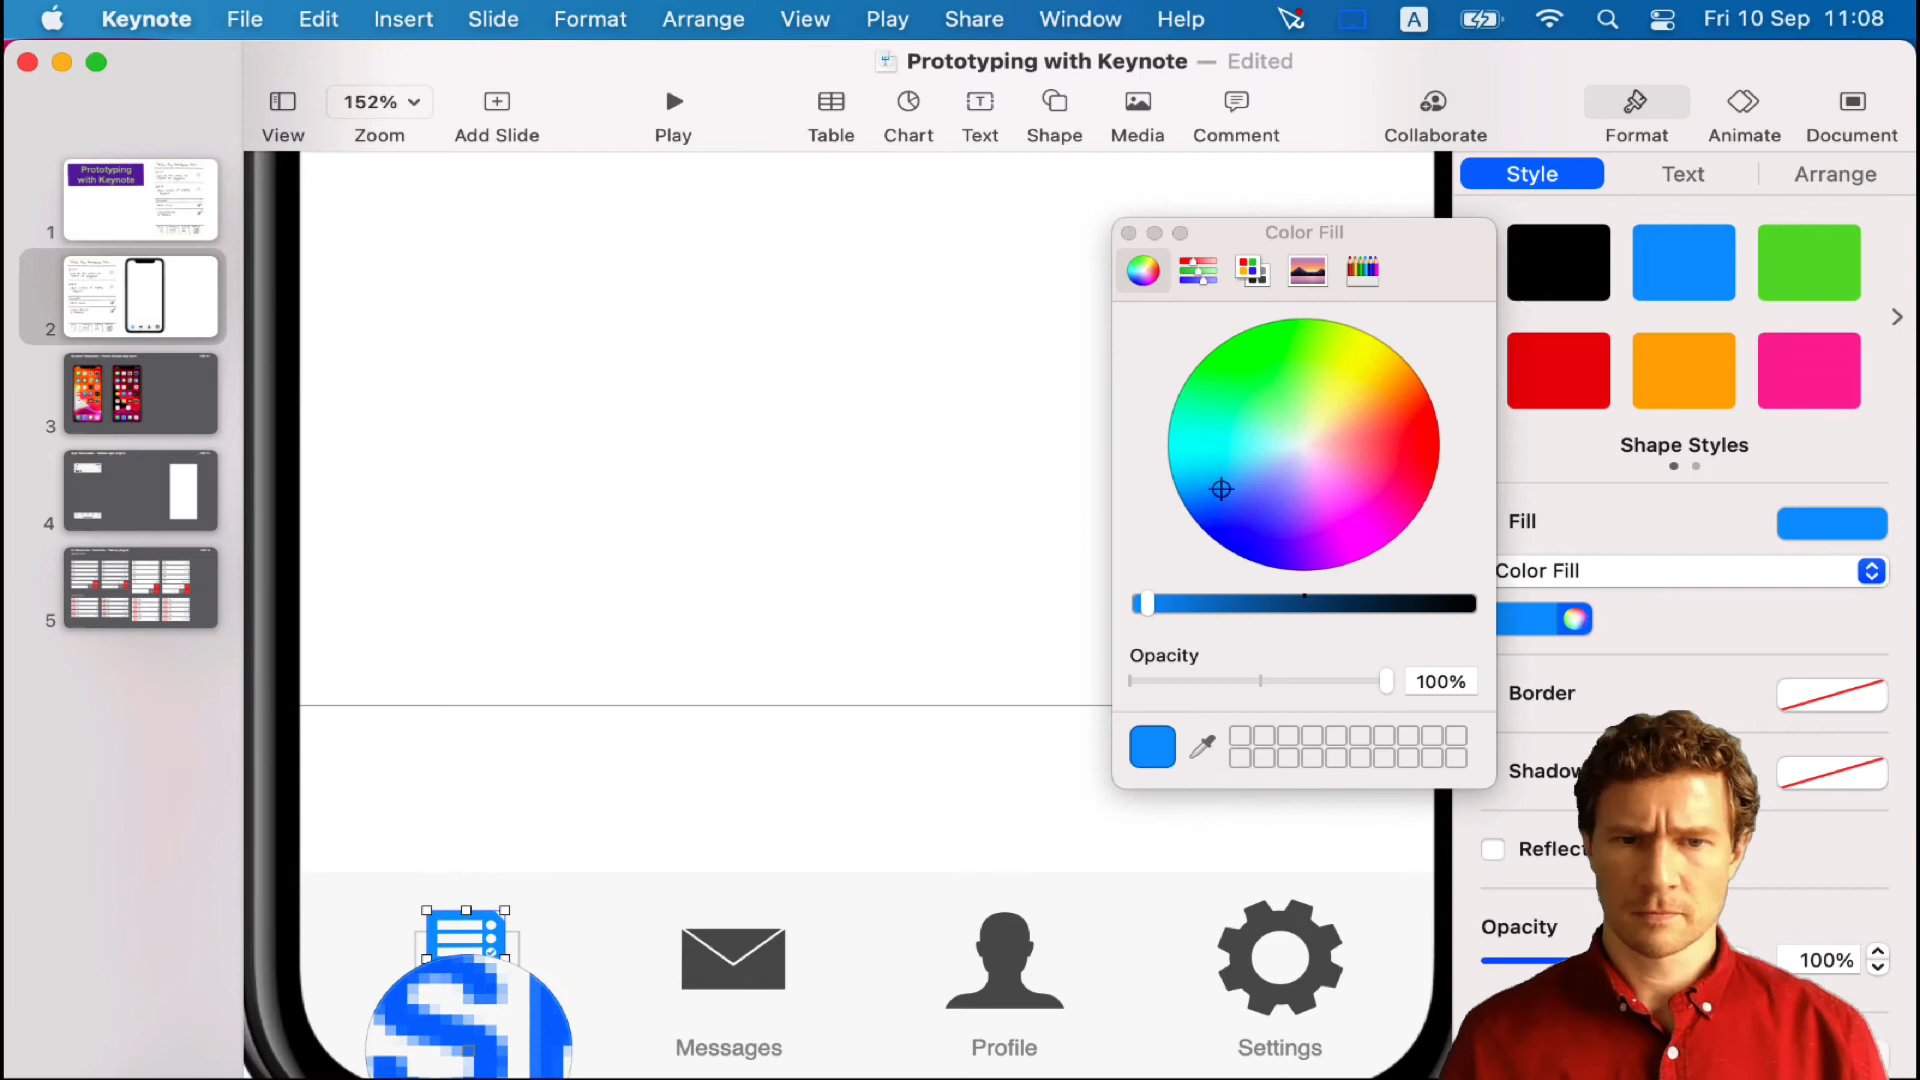 Keynote File Edit Insert Slide Format Arrange View Play Share Window Help A Fri 10 Sep 11:08
Prototyping with Keynote — Edited
152%
View Zoom Add Slide Play Table Chart Text Shape Media Comment Collaborate Format Animate Document
Style Text Arrange
Prototyping
with Keynote
1
2
3
4
5
Color Fill
Opacity
100%
Shape Styles
Fill
Color Fill
Border
Shadow
Reflect
Opacity
100%
Messages Profile Settings